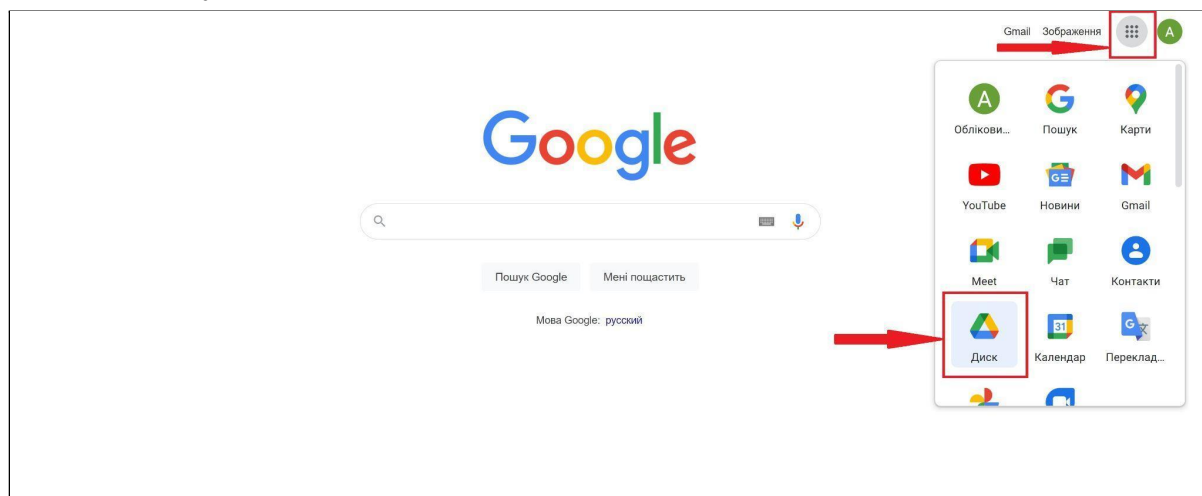 Gmail Зображення A
A
Облікови... Пошук Карти
Google
YouTube Новини Gmail
Meet Чат Контакти
Пошук Google Мені пощастить
Мова Google: русский
31
Диск Календар Переклад...